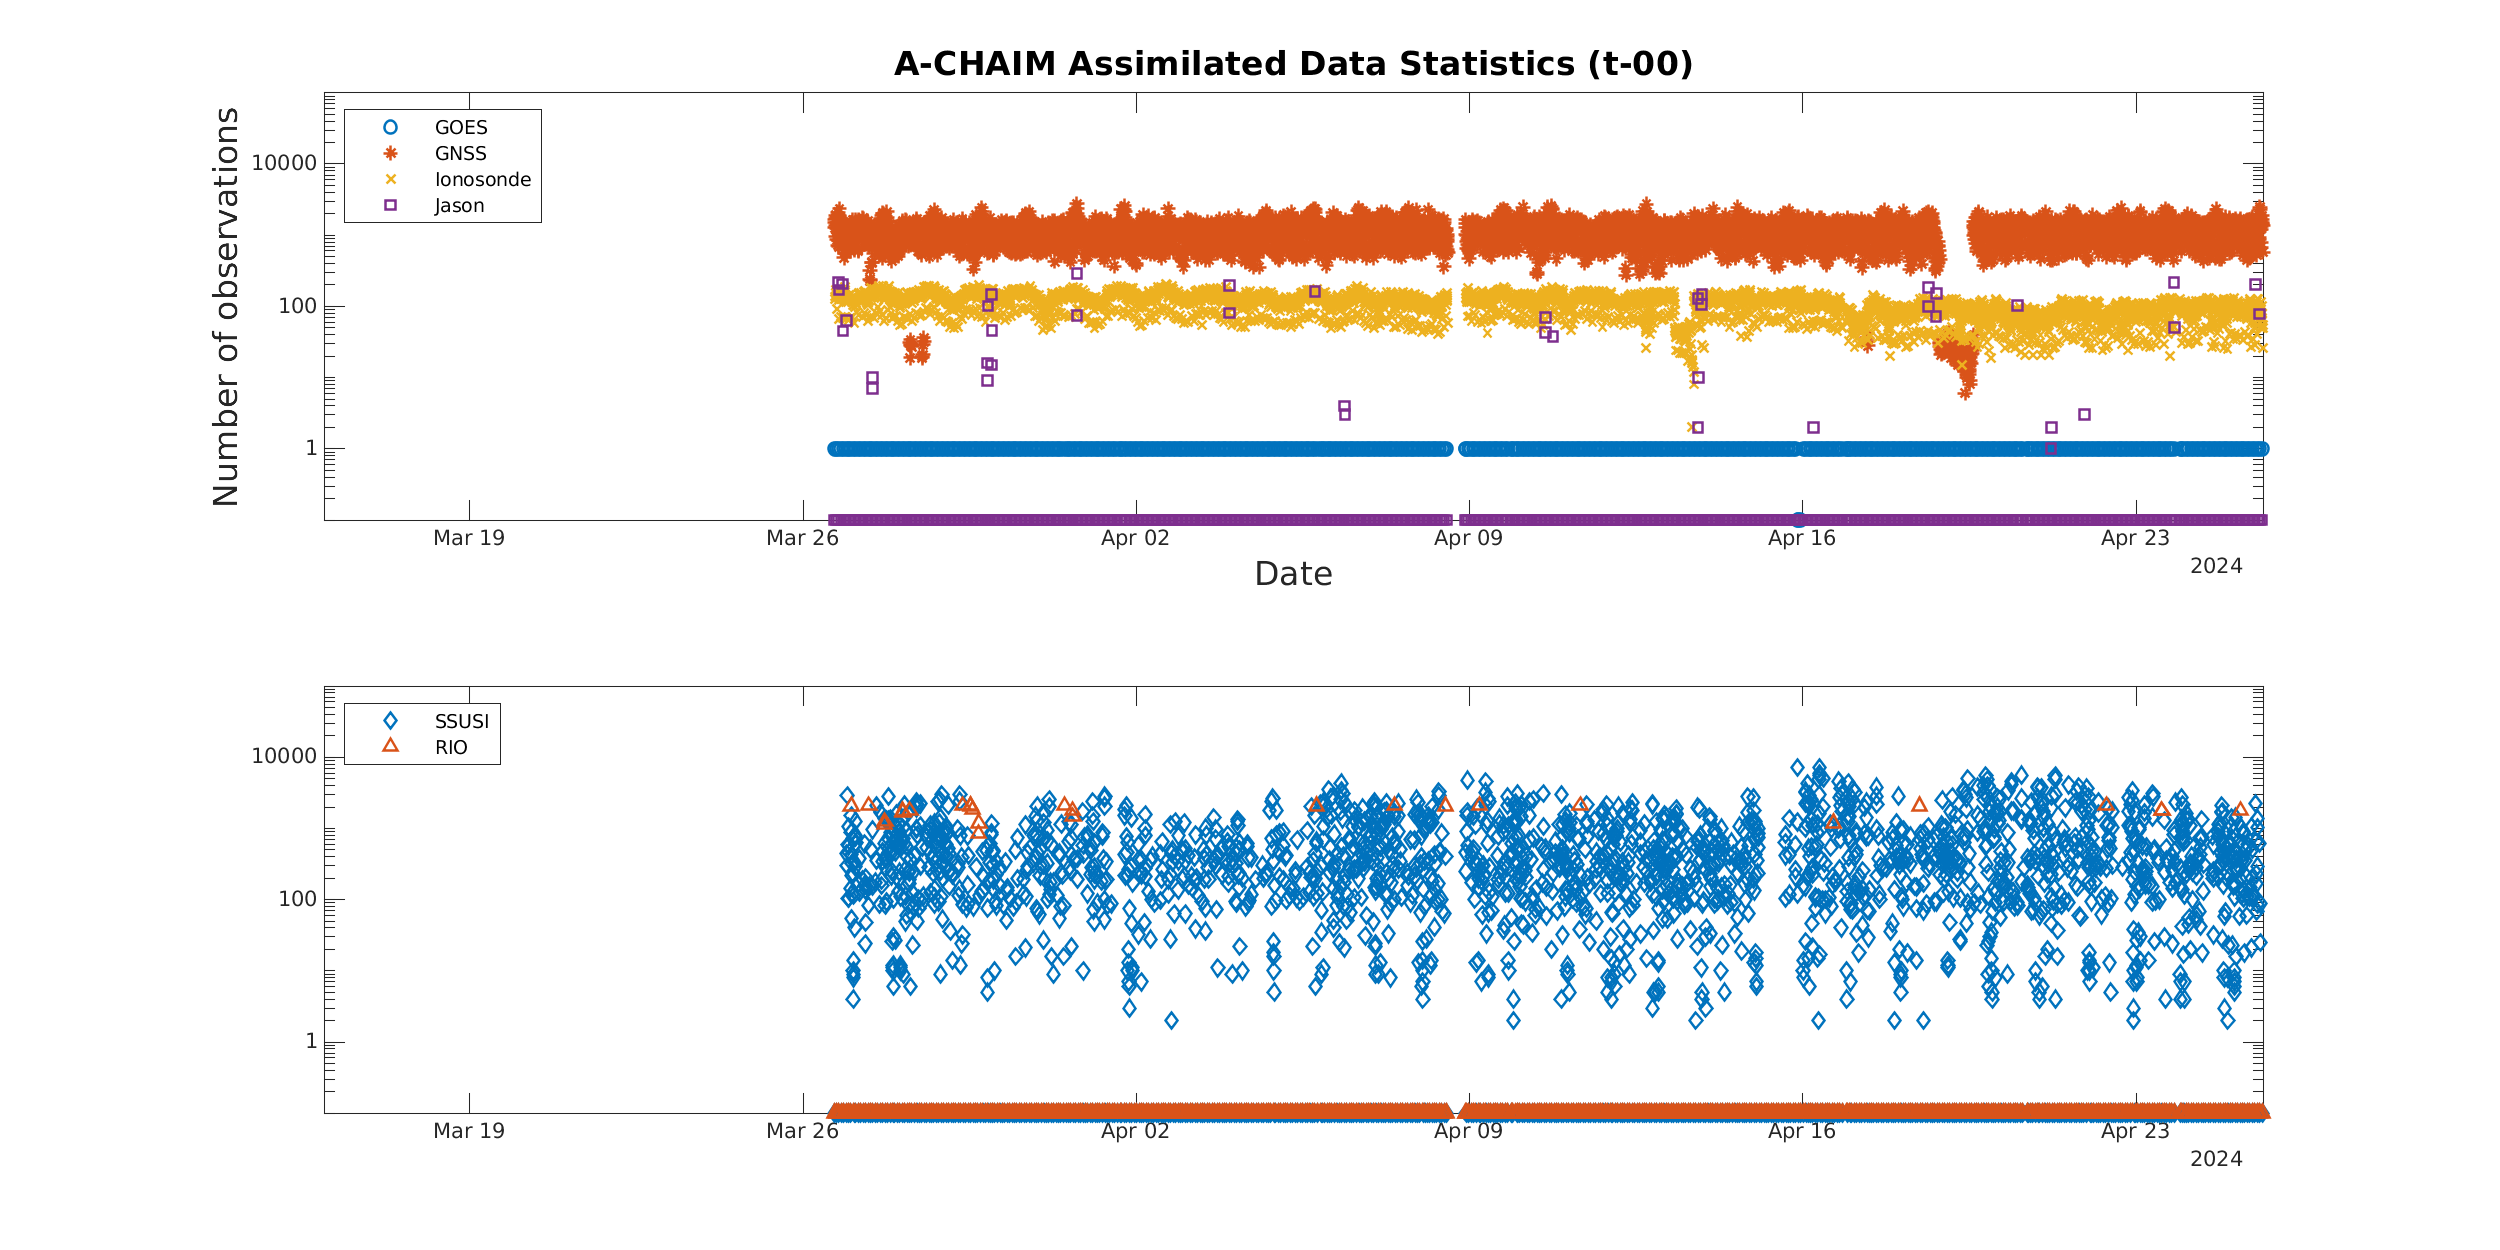 A-CHAIM Assimilated Data Statistics (t-00)
Number of observations
GOES
GNSS
Ionosonde
Jason
10000
100
1
Mar 19
Mar 26
Apr 02
Apr 09
Apr 16
Apr 23
2024
Date
SSUSI
RIO
10000
100
1
Mar 19
Mar 26
Apr 02
Apr 09
Apr 16
Apr 23
2024